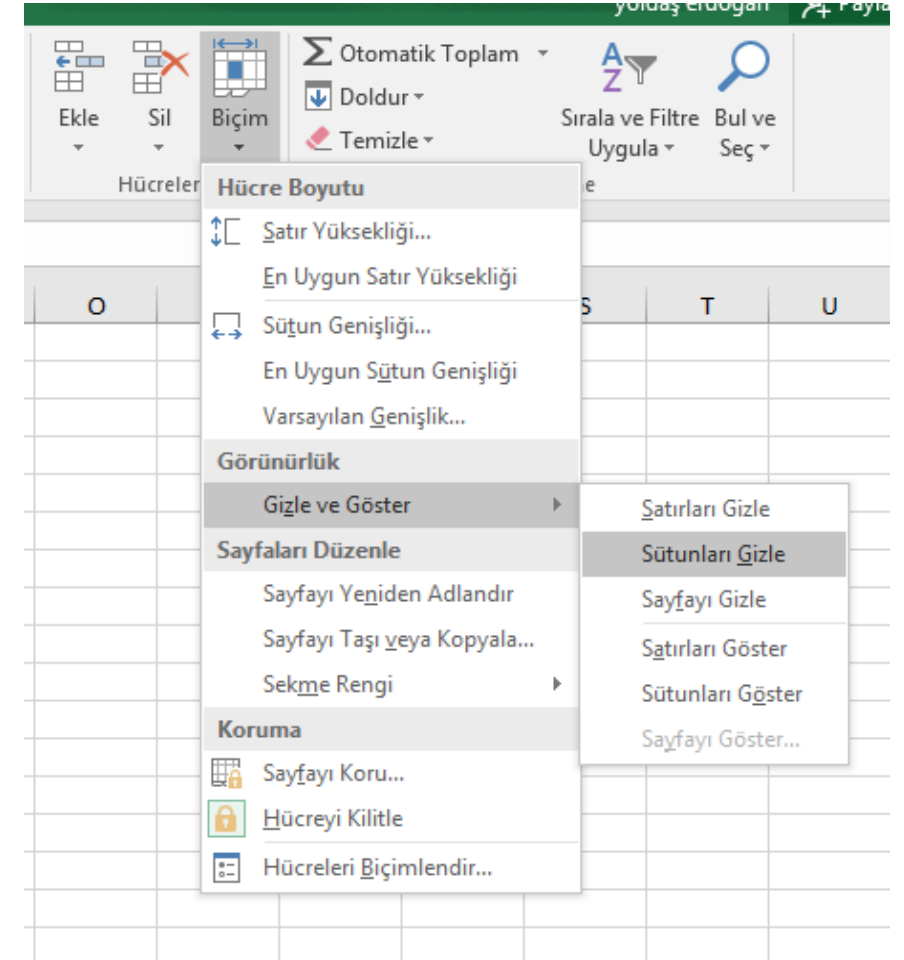 yoldaş erdoğan
Otomatik Toplam
Ekle
Sil
Biçim
Doldur
Temizle
Sırala ve Filtre
Uygula
Bul ve
Seç
Hücreler
e
Hücre Boyutu
Satır Yüksekliği...
En Uygun Satır Yüksekliği
Sütun Genişliği...
En Uygun Sütun Genişliği
Varsayılan Genişlik...
Görünürlük
Gizle ve Göster
Sayfaları Düzenle
Sayfayı Yeniden Adlandır
Sayfayı Taşı veya Kopyala...
Sekme Rengi
Koruma
Sayfayı Koru...
Hücreyi Kilitle
Hücreleri Biçimlendir...
O
S
T
U
Satırları Gizle
Sütunları Gizle
Sayfayı Gizle
Satırları Göster
Sütunları Göster
Sayfayı Göster...